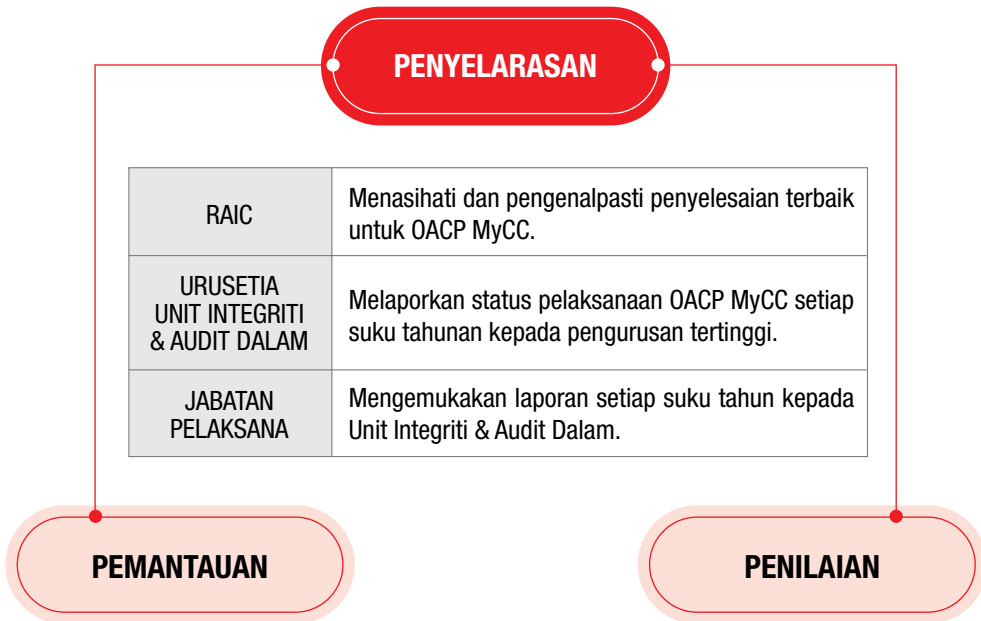 PENYELARASAN
RAIC
Menasihati dan pengenalpasti penyelesaian terbaik
untuk OACP MyCC.
URUSETIA
UNIT INTEGRITI
& AUDIT DALAM
Melaporkan status pelaksanaan OACP MyCC setiap
suku tahunan kepada pengurusan tertinggi.
JABATAN
PELAKSANA
Mengemukakan laporan setiap suku tahun kepada
Unit Integriti & Audit Dalam.
PEMANTAUAN
PENILAIAN